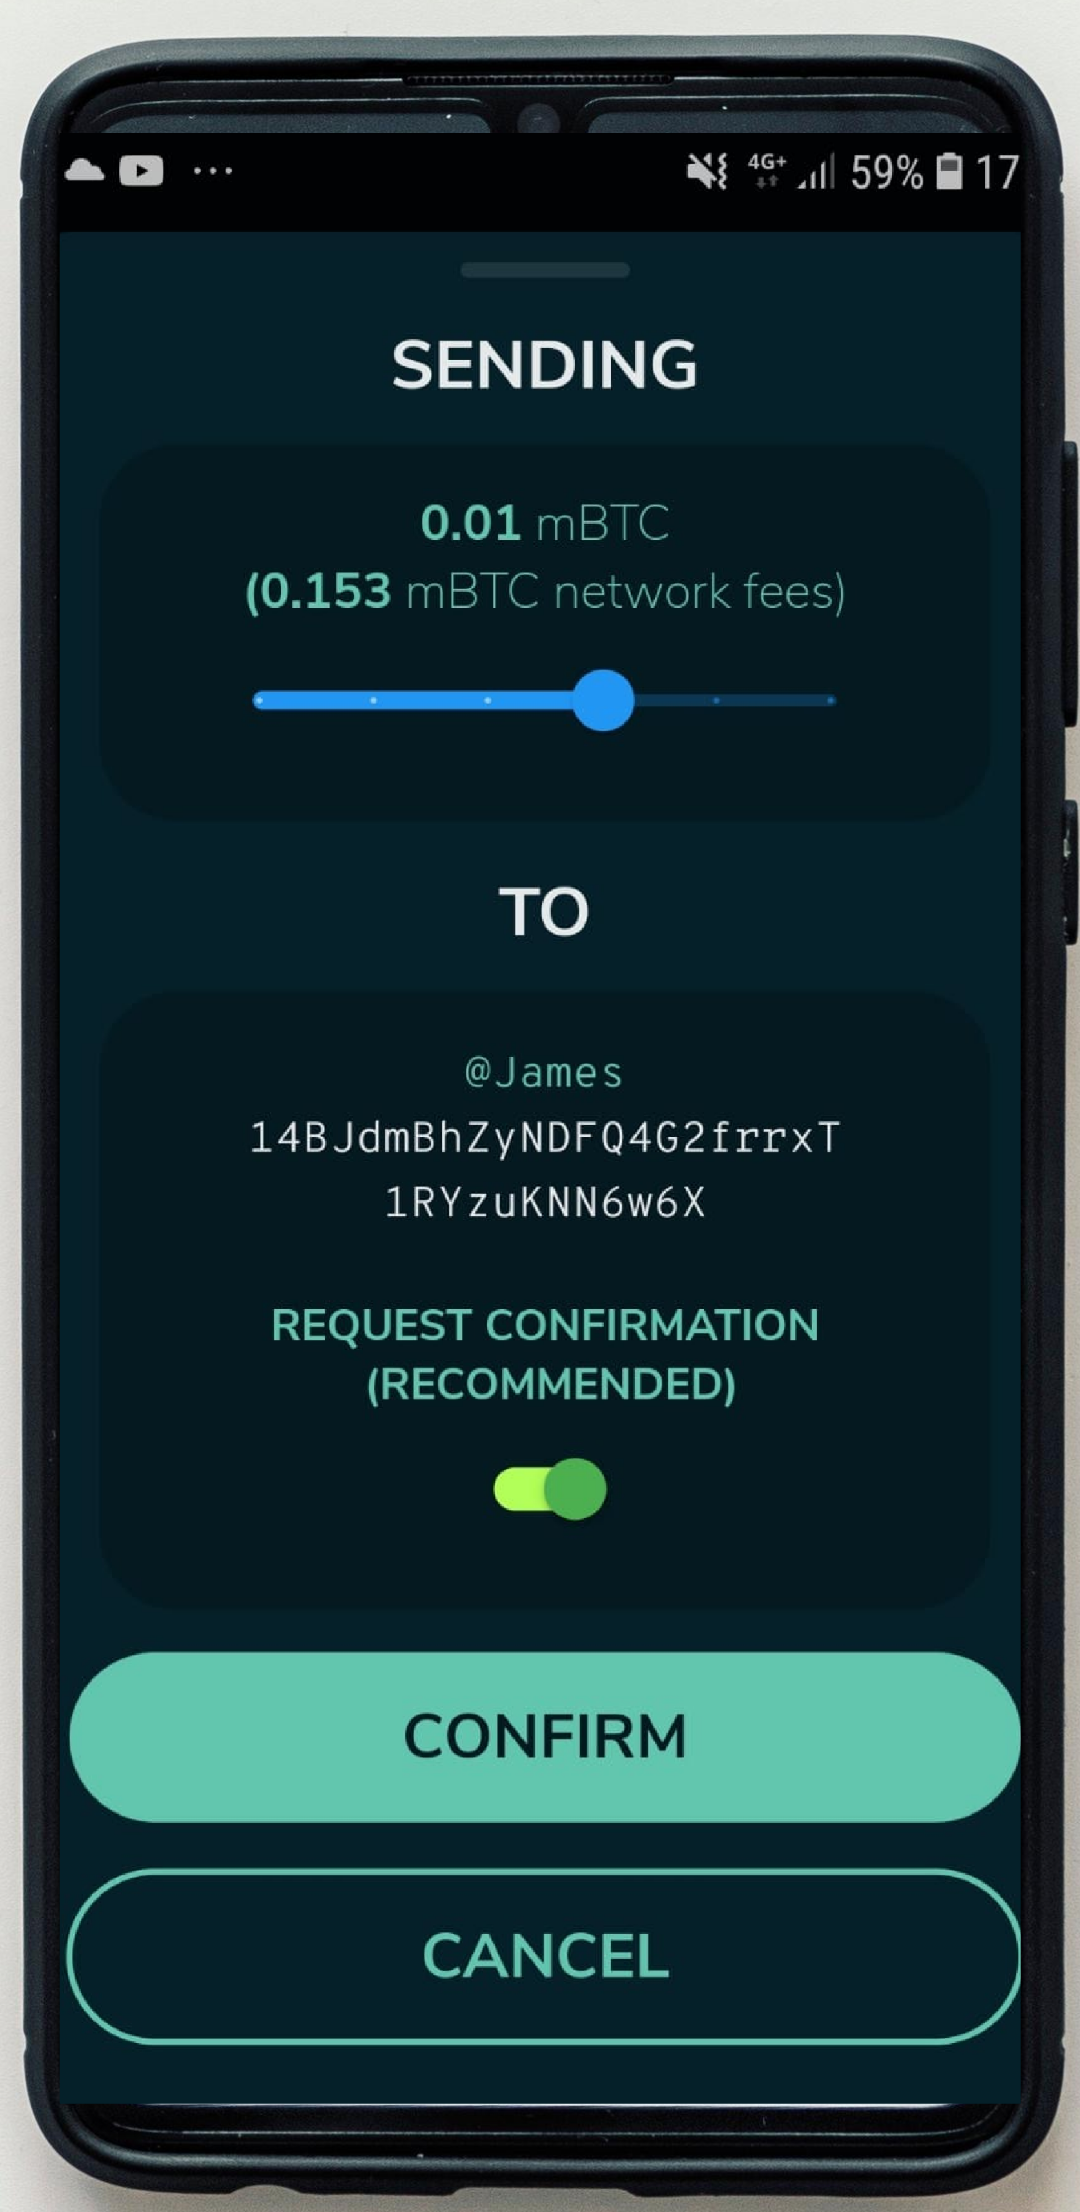 4G+ 59% 17
SENDING
0.01 mBTC
(0.153 mBTC network fees)
TO
@James
14BJdmBhZyNDFQ4G2frrxT
1RYzuKNN6w6X
REQUEST CONFIRMATION
(RECOMMENDED)
CONFIRM
CANCEL